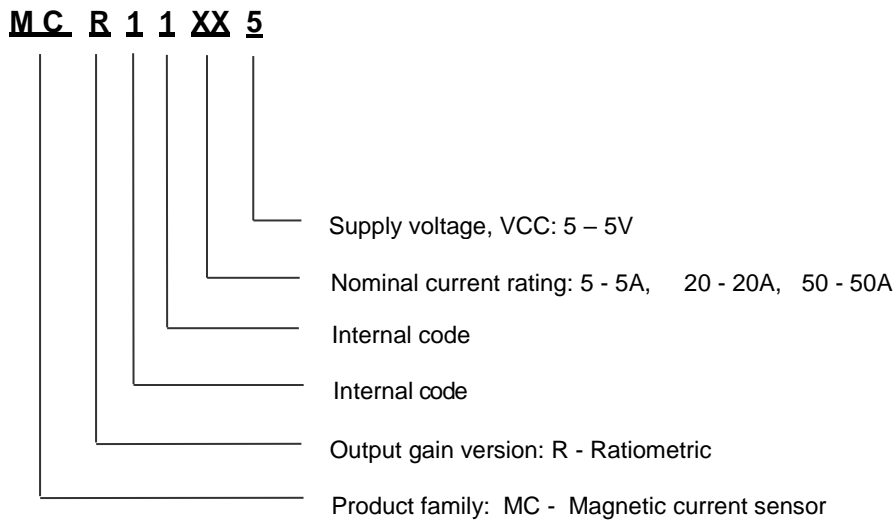 MC R 1 1 XX 5
Supply voltage, VCC: 5 – 5V
Nominal current rating: 5 - 5A, 20 - 20A, 50 - 50A
Internal code
Internal code
Output gain version: R - Ratiometric
Product family: MC - Magnetic current sensor